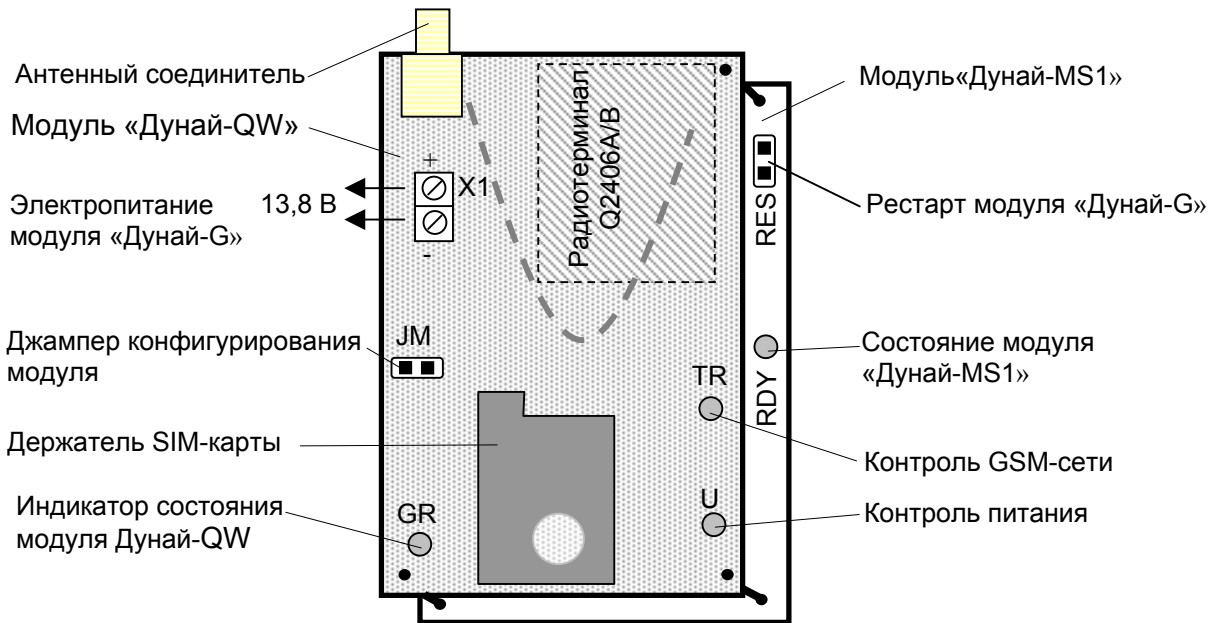 Антенный соединитель
Модуль «Дунай-QW»
Электропитание
модуля «Дунай-G»
13,8 В
+
X1
-
Джампер конфигурирования
модуля
JM
Держатель SIM-карты
Индикатор состояния
модуля Дунай-QW
GR
Радиотерминал
Q2406A/B
TR
U
RES
RDY
Модуль«Дунай-MS1»
Рестарт модуля «Дунай-G»
Состояние модуля
«Дунай-MS1»
Контроль GSM-сети
Контроль питания